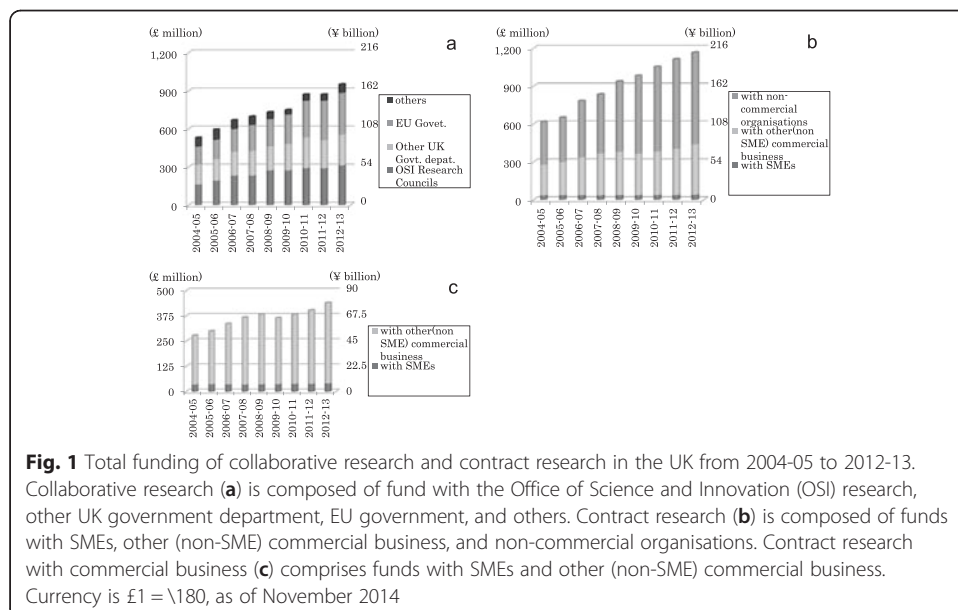 (£ million)
(¥ billion)
a
1,200
900
600
300
0
216
162
108
54
0
others
EU Govet.
Other UK
Govt. depat.
OSI Research
Councils
2004-05
2005-06
2006-07
2007-08
2008-09
2009-10
2010-11
2011-12
2012-13
(£ million)
(¥ billion)
b
1,200
900
600
300
0
216
162
108
54
0
with non-
commercial
organisations
with other(non
SME) commercial
business
with SMEs
2004-05
2005-06
2006-07
2007-08
2008-09
2009-10
2010-11
2011-12
2012-13
(£ million)
(¥ billion)
c
500
375
250
125
0
90
67.5
45
22.5
0
with other(non
SME) commercial
business
with SMEs
2004-05
2005-06
2006-07
2007-08
2008-09
2009-10
2010-11
2011-12
2012-13
Fig. 1 Total funding of collaborative research and contract research in the UK from 2004-05 to 2012-13.
Collaborative research (a) is composed of fund with the Office of Science and Innovation (OSI) research,
other UK government department, EU government, and others. Contract research (b) is composed of funds
with SMEs, other (non-SME) commercial business, and non-commercial organisations. Contract research
with commercial business (c) comprises funds with SMEs and other (non-SME) commercial business.
Currency is £1 = \180, as of November 2014